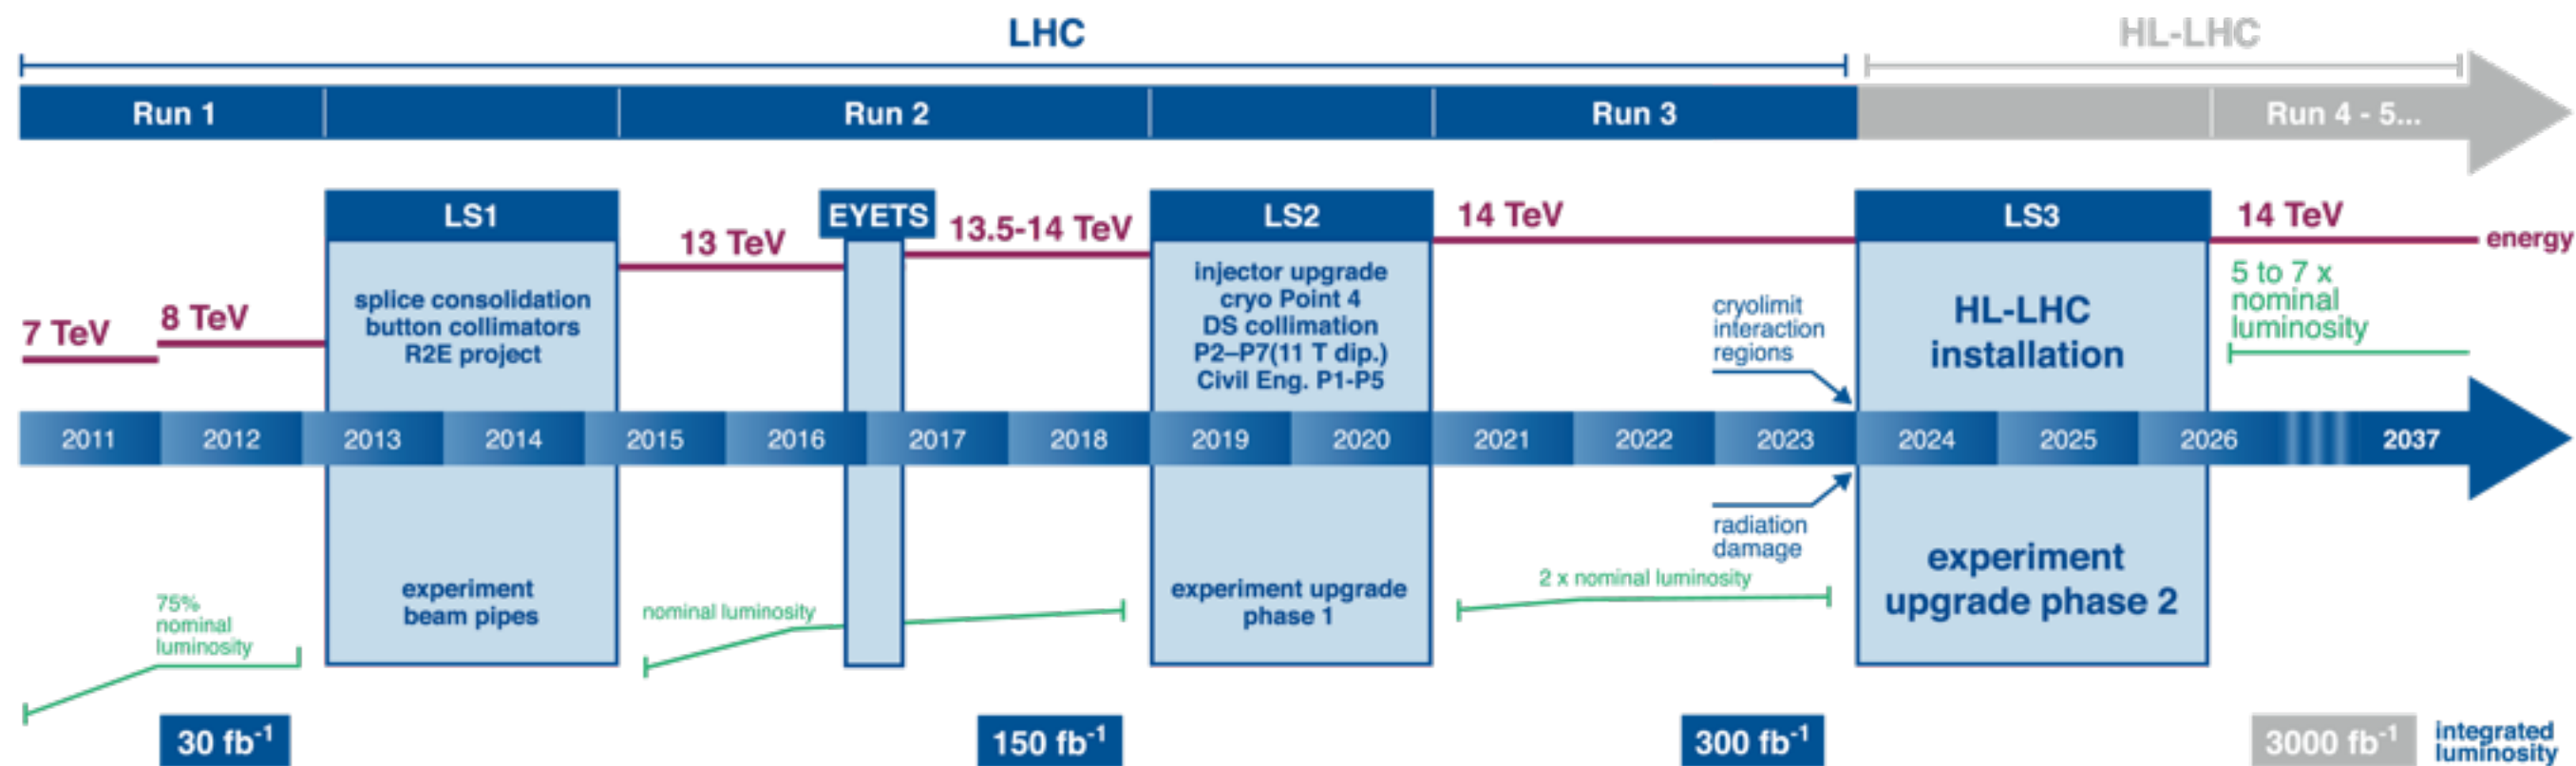 LHC
HL-LHC
Run 1
Run 2
Run 3
Run 4 - 5...
LS1
EYETS
LS2
LS3
7 TeV
8 TeV
13 TeV
13.5-14 TeV
14 TeV
14 TeV
energy
splice consolidation
button collimators
R2E project
injector upgrade
cryo Point 4
DS collimation
P2–P7(11 T dip.)
Civil Eng. P1-P5
cryolimit
interaction
regions
HL-LHC
installation
5 to 7 x
nominal
luminosity
2011
2012
2013
2014
2015
2016
2017
2018
2019
2020
2021
2022
2023
2024
2025
2026
2037
75%
nominal
luminosity
experiment
beam pipes
nominal luminosity
experiment upgrade
phase 1
2 x nominal luminosity
radiation
damage
experiment
upgrade phase 2
30 fb⁻¹
150 fb⁻¹
300 fb⁻¹
3000 fb⁻¹
integrated
luminosity